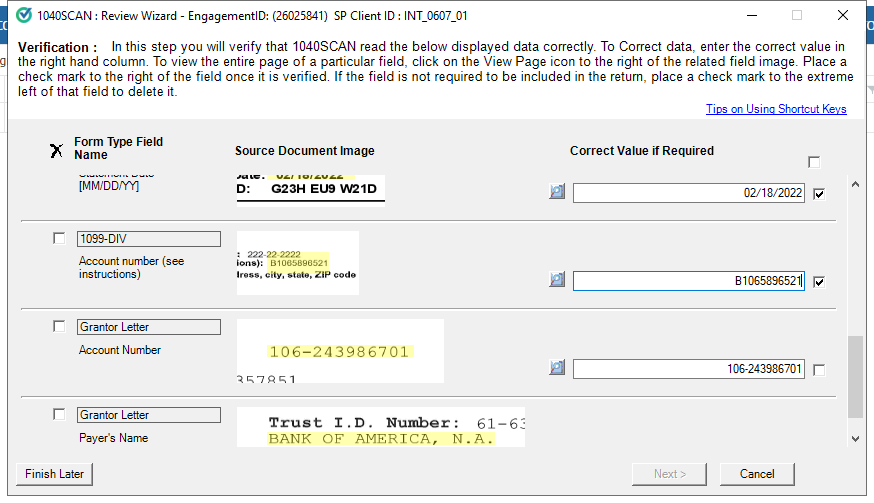 1040SCAN : Review Wizard - EngagementID: (26025841)  SP Client ID : INT_0607_01
Verification : In this step you will verify that 1040SCAN read the below displayed data correctly. To Correct data, enter the correct value in
the right hand column. To view the entire page of a particular field, click on the View Page icon to the right of the related field image. Place a
check mark to the right of the field once it is verified. If the field is not required to be included in the return, place a check mark to the extreme
left of that field to delete it.
Tips on Using Shortcut Keys
X Form Type Field
Name
Source Document Image
Correct Value if Required
Statement Date
[MM/DD/YY]
Date: 02/18/2022
D: G23H EU9 W21D
02/18/2022
1099-DIV
Account number (see
instructions)
: 222-22-2222
ions): B1065896521
dress, city, state, ZIP code
B1065896521
Grantor Letter
Account Number
106-243986701
357851
106-243986701
Grantor Letter
Payer's Name
Trust I.D. Number: 61-63
BANK OF AMERICA, N.A.
Finish Later
Next >
Cancel